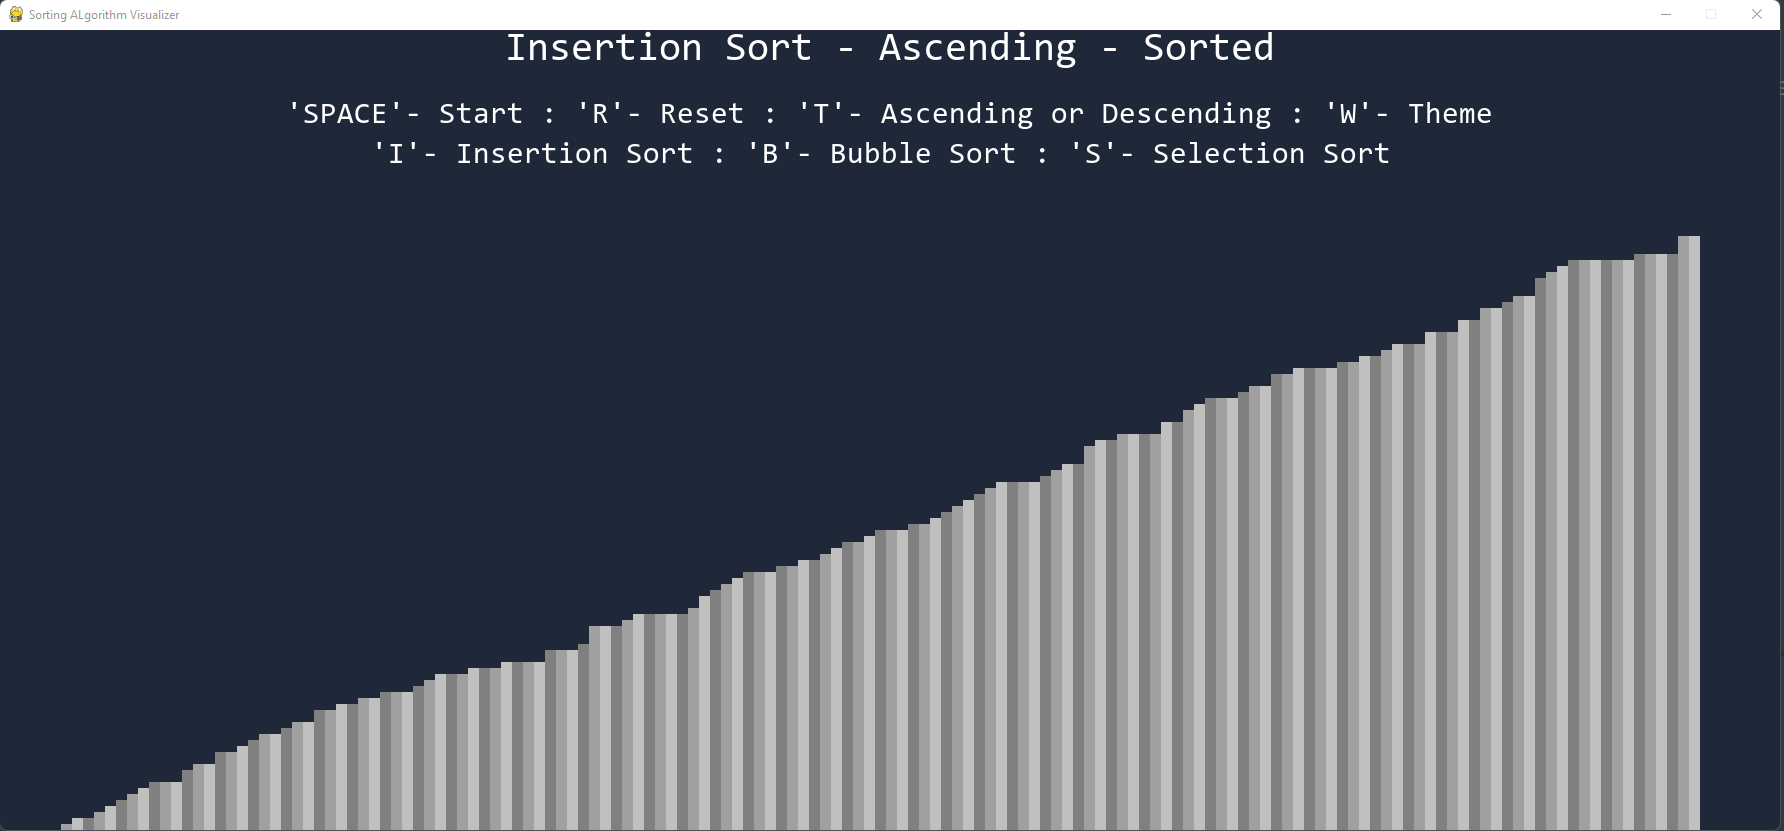 Sorting ALgorithm Visualizer
Insertion Sort - Ascending - Sorted
'SPACE'- Start : 'R'- Reset : 'T'- Ascending or Descending : 'W'- Theme
'I'- Insertion Sort : 'B'- Bubble Sort : 'S'- Selection Sort